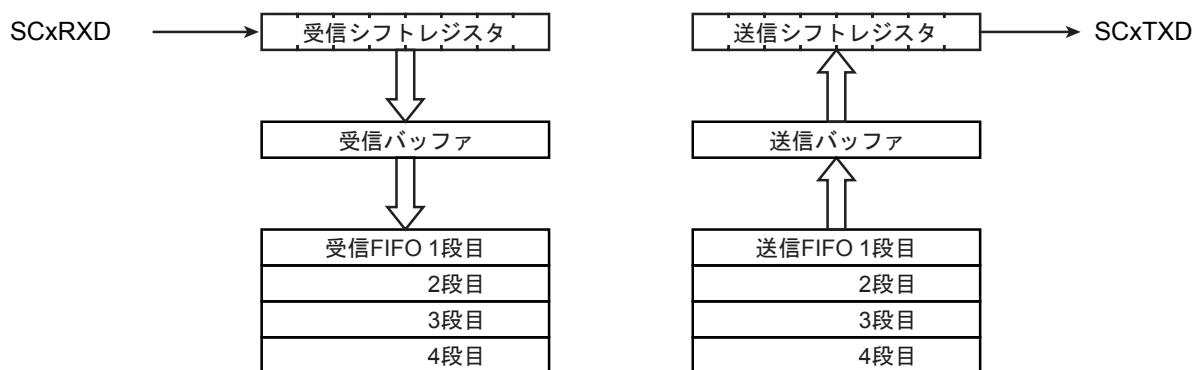 SCxRXD
受信シフトレジスタ
受信バッファ
受信FIFO 1段目
2段目
3段目
4段目
送信シフトレジスタ
SCxTXD
送信バッファ
送信FIFO 1段目
2段目
3段目
4段目